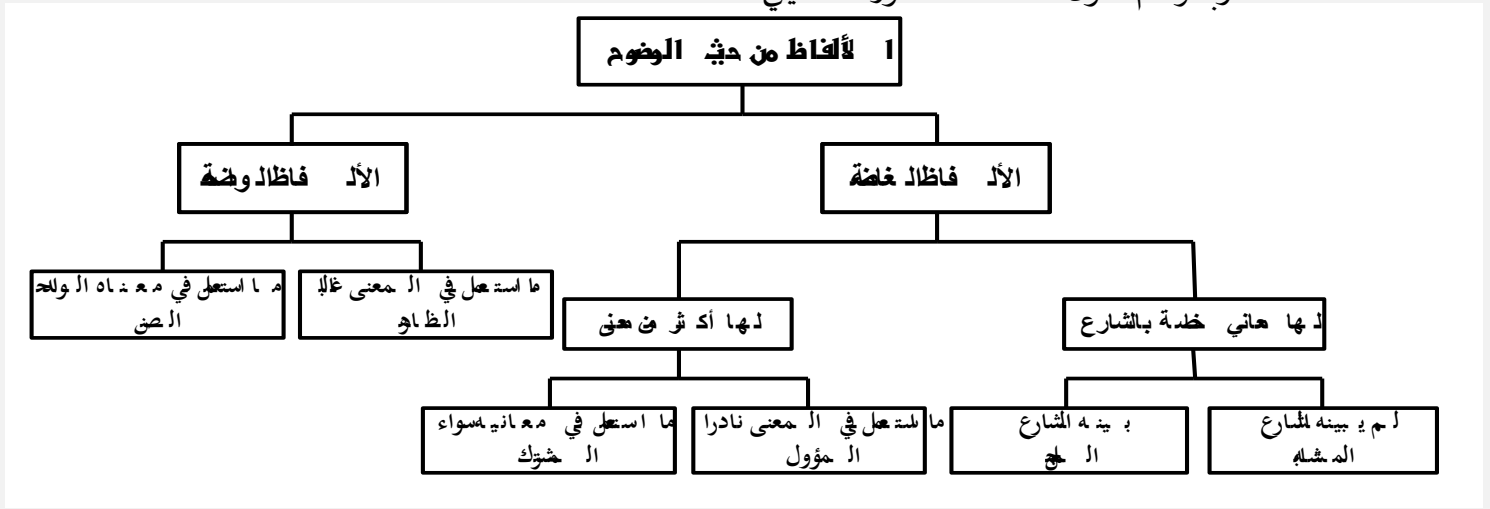 الألفاظ من حيث الوضوح
الألفاظ الغامضة
الألفاظ الواضحة
لها معاني خاصة بالشارع
لها أكثر من معنى
ما استعمل في المعنى غالبا
الظاهر
ما استعمل في معناه الواحد
النص
لم يبينه الشارع
المتشابه
بينه الشارع
ما استعمل في المعنى نادرا
المؤول
ما استعمل في معانيه سواء
المشترك